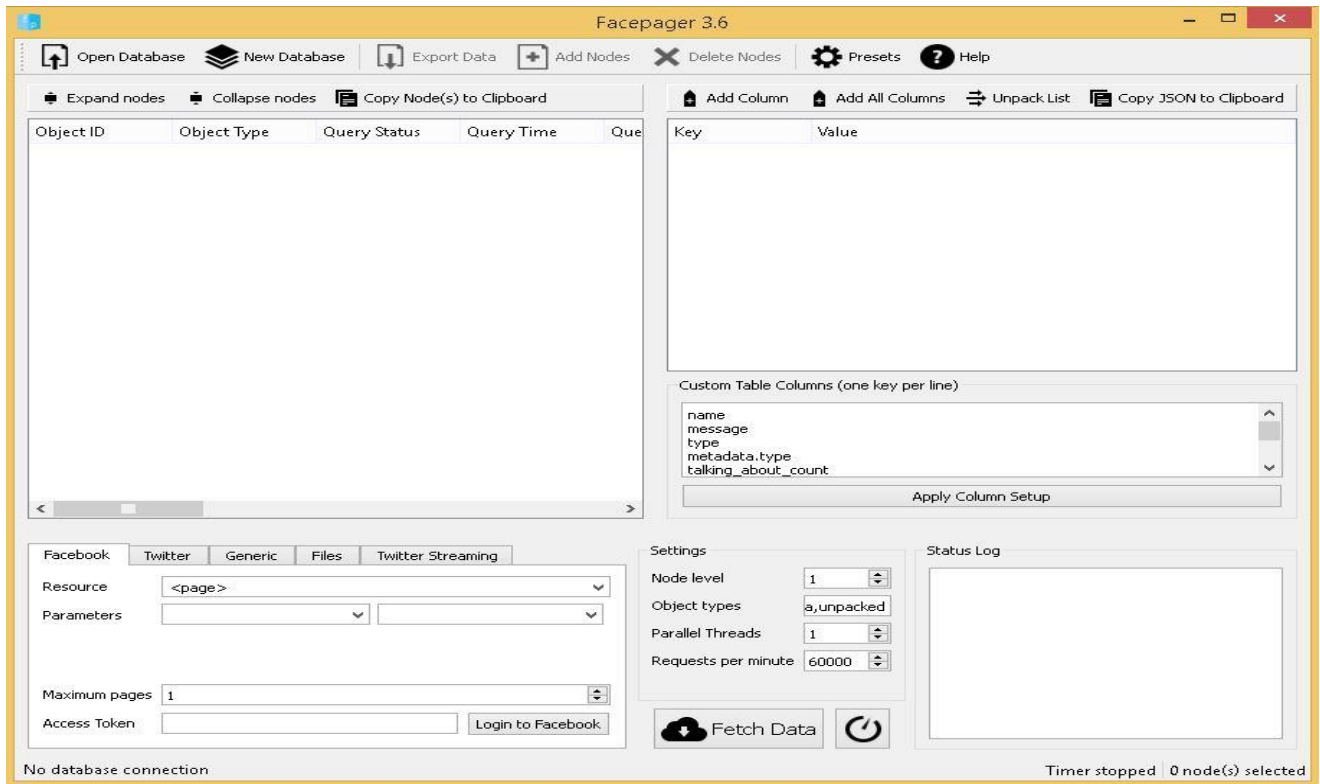 Facepager 3.6
Open Database New Database Export Data Add Nodes Delete Nodes Presets ? Help
Expand nodes Collapse nodes Copy Node(s) to Clipboard
Add Column Add All Columns Unpack List Copy JSON to Clipboard
Object ID Object Type Query Status Query Time Que
Key Value
Custom Table Columns (one key per line)
name
message
type
metadata.type
talking_about_count
Apply Column Setup
Facebook Twitter Generic Files Twitter Streaming
Resource <page>
Parameters
Maximum pages 1
Access Token Login to Facebook
Settings
Node level 1
Object types a,unpacked
Parallel Threads 1
Requests per minute 60000
Fetch Data
Status Log
No database connection
Timer stopped 0 node(s) selected